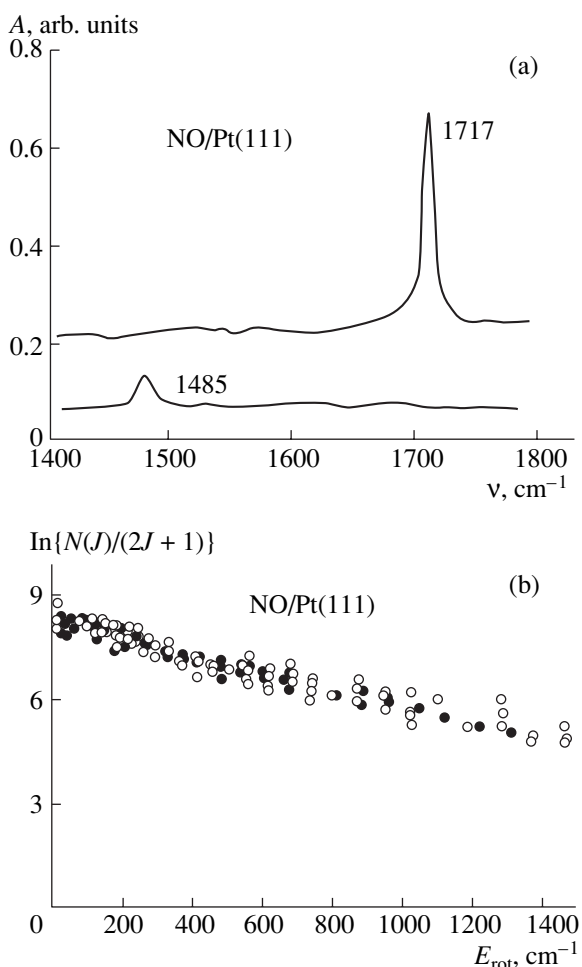 A, arb. units
0.8
(a)
NO/Pt(111)
1717
0.6
0.4
0.2
1485
0
1400 1500 1600 1700 1800
ν, cm⁻¹
In{N(J)/(2J + 1)}
9
NO/Pt(111)
(b)
6
3
0 200 400 600 800 1000 1200 1400
E_rot, cm⁻¹